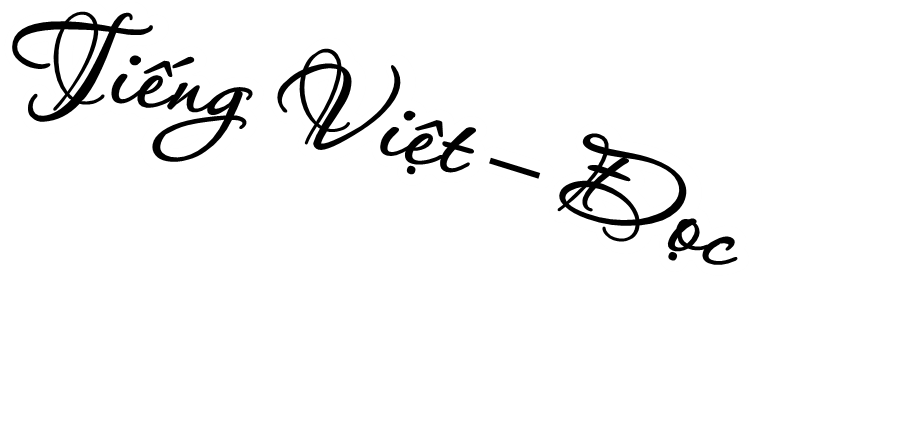 Tiếng Việt – Đọc